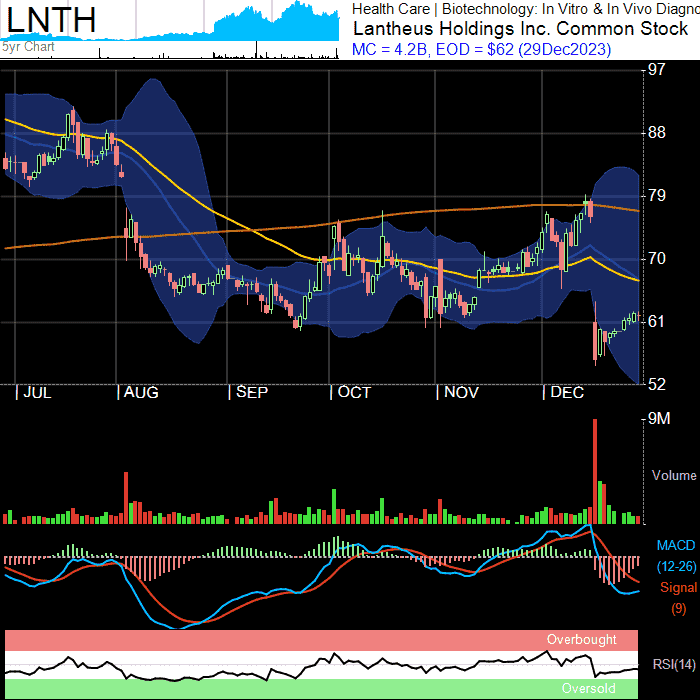 LNTH
5yr Chart
Health Care | Biotechnology: In Vitro & In Vivo Diagno
Lantheus Holdings Inc. Common Stock
MC = 4.2B, EOD = $62 (29Dec2023)
97
88
79
70
61
52
| JUL | AUG | SEP | OCT | NOV | DEC
9M
Volume
MACD
(12-26)
Signal
(9)
Overbought
RSI(14)
Oversold